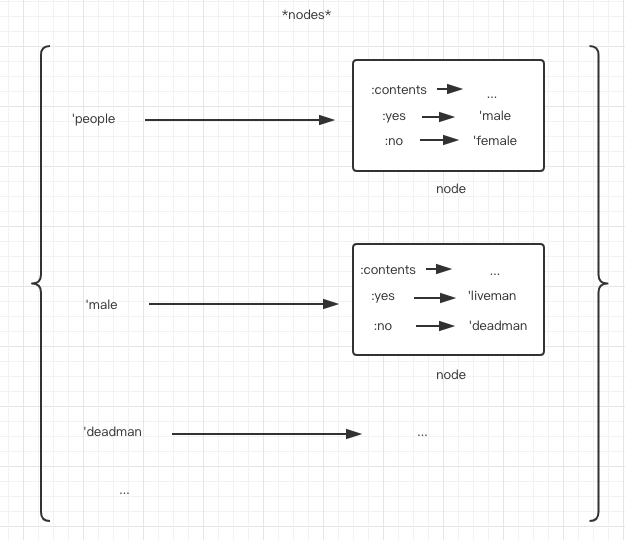 *nodes*
'people
:contents ...
:yes 'male
:no 'female
node
'male
:contents ...
:yes 'liveman
:no 'deadman
node
'deadman ...
...